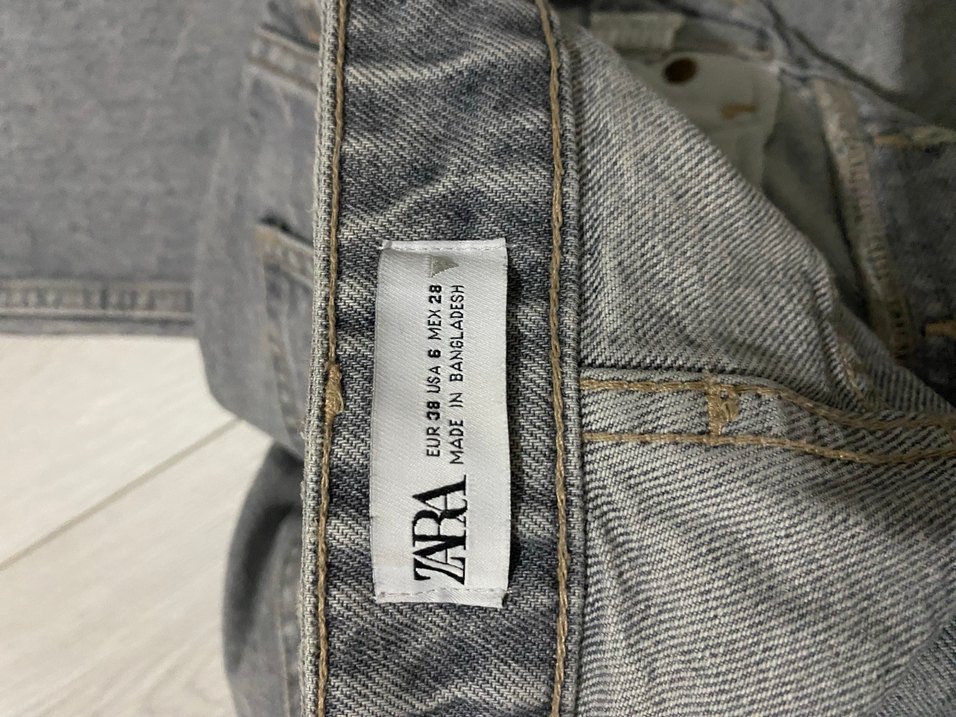 ZARA
EUR 38 USA 6 MEX 28
MADE IN BANGLADESH